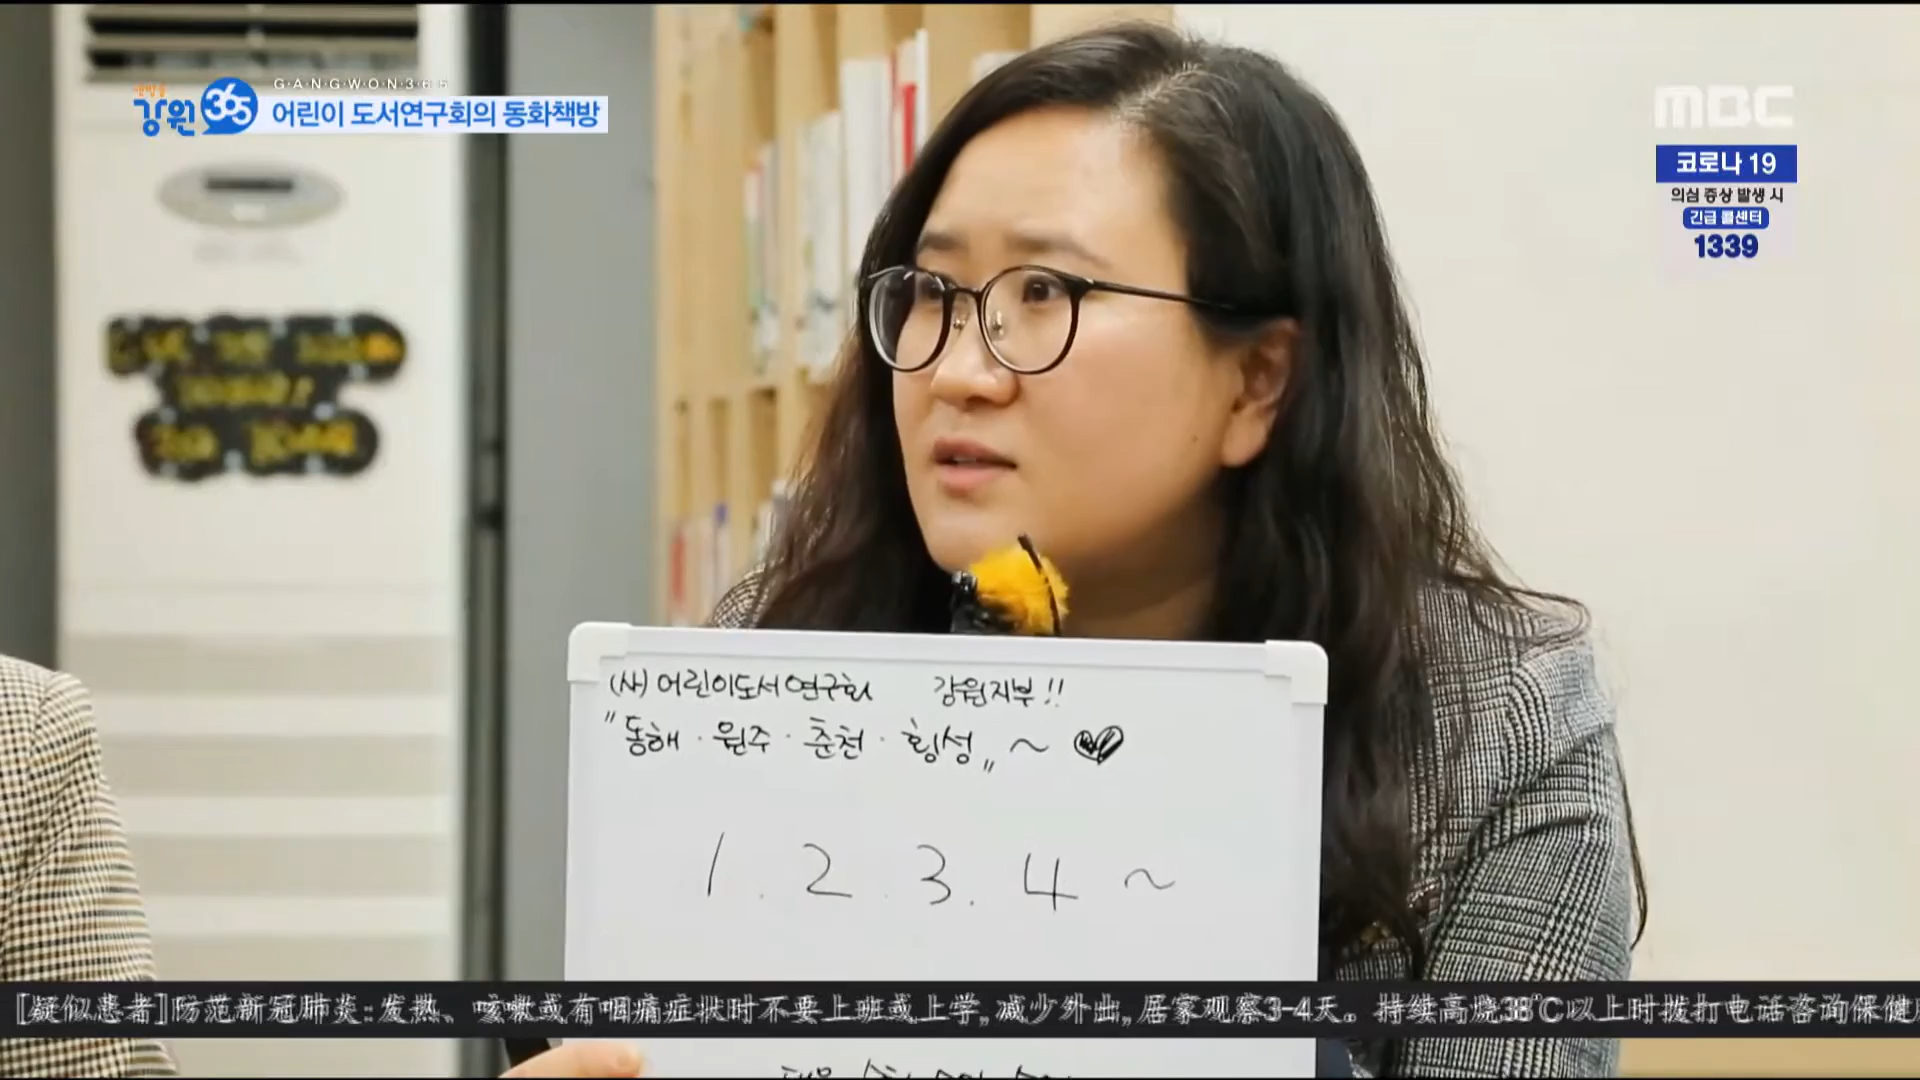 G·A·N·G·W·O·N·3·6·5
강원 365
어린이 도서연구회의 동화책방
MBC
코로나 19
의심 증상 발생 시
긴급 콜센터
1339
(사)어린이도서연구회 강원지부!!
"동해·원주·춘천·횡성„ ~
1. 2. 3. 4 ~
[疑似患者]防范新冠肺炎:发热、咳嗽或有咽痛症状时不要上班或上学,减少外出,居家观察3-4天。持续高烧38℃以上时拨打电话咨询保健